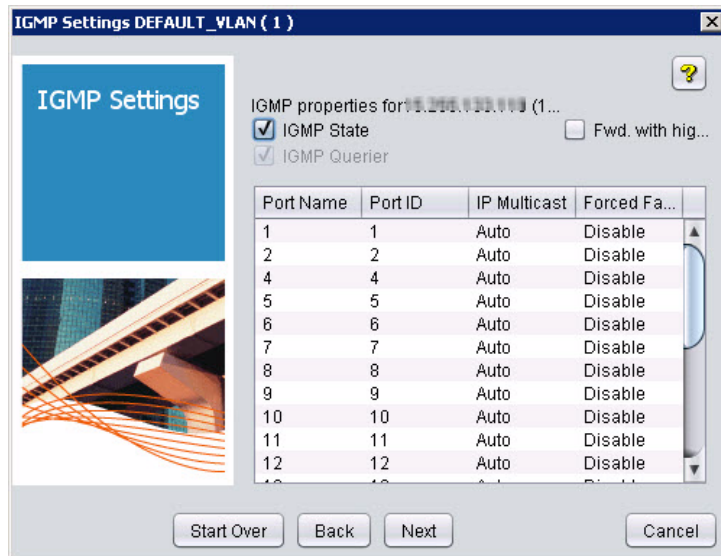 IGMP Settings DEFAULT_VLAN ( 1 )
IGMP Settings
IGMP properties for (1...
IGMP State
Fwd. with hig...
IGMP Querier
Port Name Port ID IP Multicast Forced Fa...
1 1 Auto Disable
2 2 Auto Disable
4 4 Auto Disable
5 5 Auto Disable
6 6 Auto Disable
7 7 Auto Disable
8 8 Auto Disable
9 9 Auto Disable
10 10 Auto Disable
11 11 Auto Disable
12 12 Auto Disable
Start Over Back Next Cancel